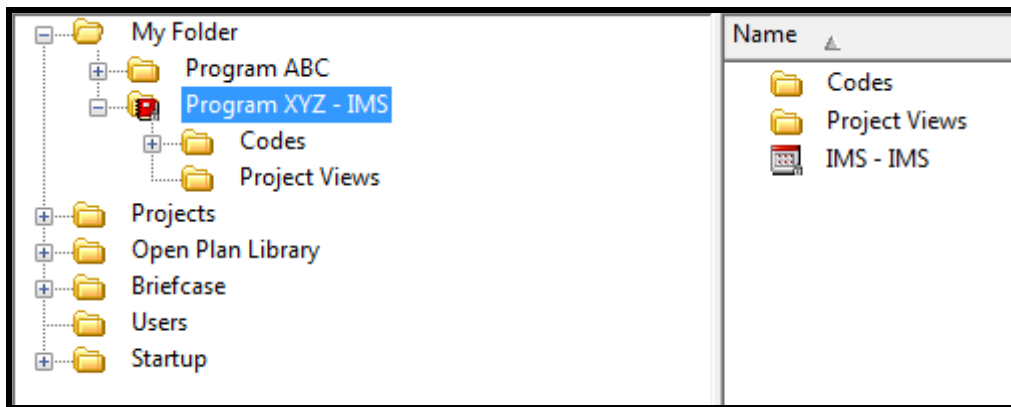 My Folder
Program ABC
Program XYZ - IMS
Codes
Project Views
Projects
Open Plan Library
Briefcase
Users
Startup
Name
Codes
Project Views
IMS - IMS